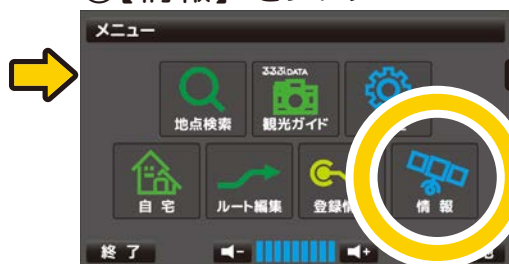 メニュー
るるぶDATA
地点検索
観光ガイド
自宅
ルート編集
登録
情報
終了